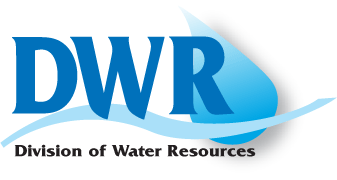 DWR
Division of Water Resources